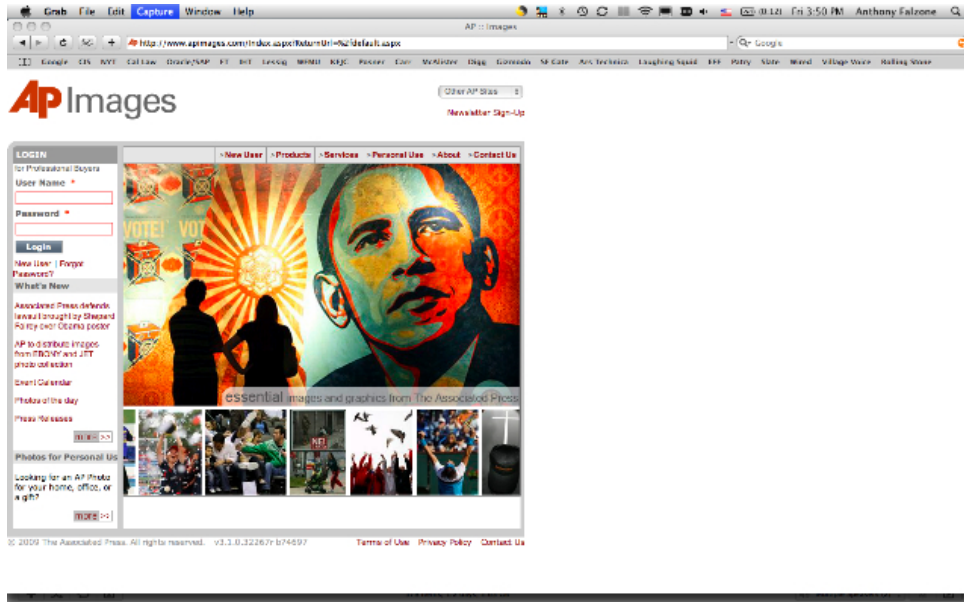 Grab File Edit Capture Window Help
(0.12) Fri 3:50 PM Anthony Falzone
AP :: Images
http://www.apimages.com/Index.aspx?ReturnUrl=%2fdefault.aspx
Google
Google CIS NYT Cal Law Oracle/SAP FT IHT Lessig WENU KPJC Posner Carr McAlister Digg Gizmodo SF Gate Ars Technica Laughing Squid EFF Patry Slate Wired Village Voice Rolling Stone
AP Images
Other AP Sites
Newsletter Sign-Up
LOGIN
New User Products Services Personal Use About Contact Us
for Professional Buyers
User Name *
Password *
Login
New User | Forgot
Password?
What's New
Associated Press defends
lawsuit brought by Shepard
Fairey over Obama poster
AP to distribute images
from EBONY and JET
photo collection
Event Calendar
Photos of the day
Press Releases
more >>
Photos for Personal Us
Looking for an AP Photo
for your home, office, or
a gift?
more >>
VOTE! VOT
essential images and graphics from The Associated Press
© 2009 The Associated Press. All rights reserved. v3.1.0.32267r b74697
Terms of Use Privacy Policy Contact Us